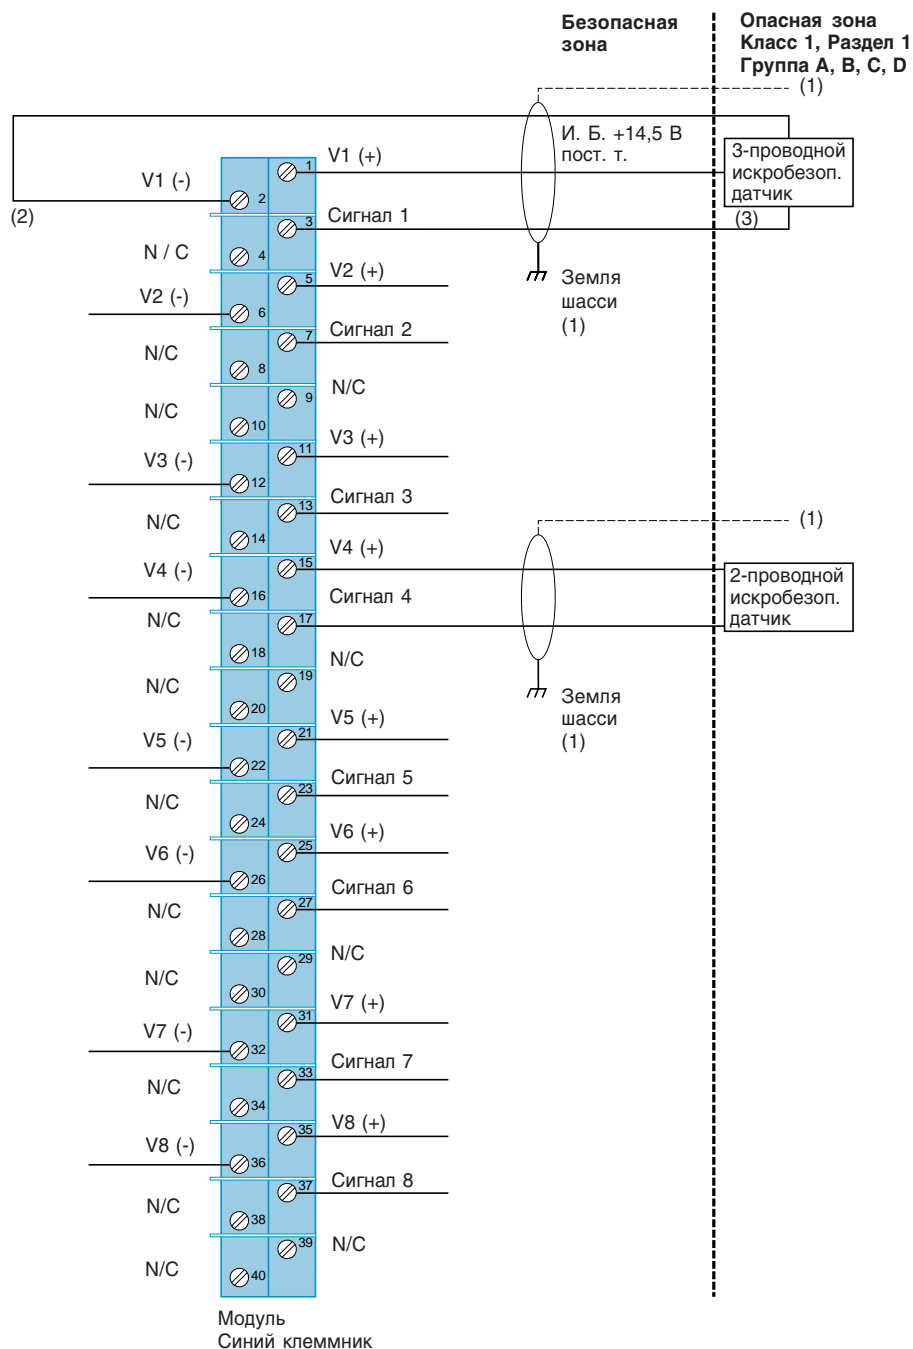 Безопасная
зона
Опасная зона
Класс 1, Раздел 1
Группа A, B, C, D
(1)
И. Б. +14,5 В
пост. т.
V1 (+)
1
3-проводной
искробезоп.
датчик
V1 (-)
2
(2)
3
Сигнал 1
(3)
N / C
4
5
V2 (+)
Земля
шасси
(1)
V2 (-)
6
7
Сигнал 2
N/C
8
9
N/C
N/C
10
11
V3 (+)
V3 (-)
12
13
Сигнал 3
(1)
N/C
14
15
V4 (+)
2-проводной
искробезоп.
датчик
V4 (-)
16
Сигнал 4
N/C
17
18
N/C
19
N/C
20
Земля
шасси
(1)
V5 (+)
21
V5 (-)
22
Сигнал 5
23
N/C
24
V6 (+)
25
V6 (-)
26
Сигнал 6
27
N/C
28
N/C
29
N/C
30
V7 (+)
31
V7 (-)
32
Сигнал 7
33
N/C
34
V8 (+)
35
V8 (-)
36
Сигнал 8
37
N/C
38
N/C
39
N/C
40
Модуль
Синий клеммник